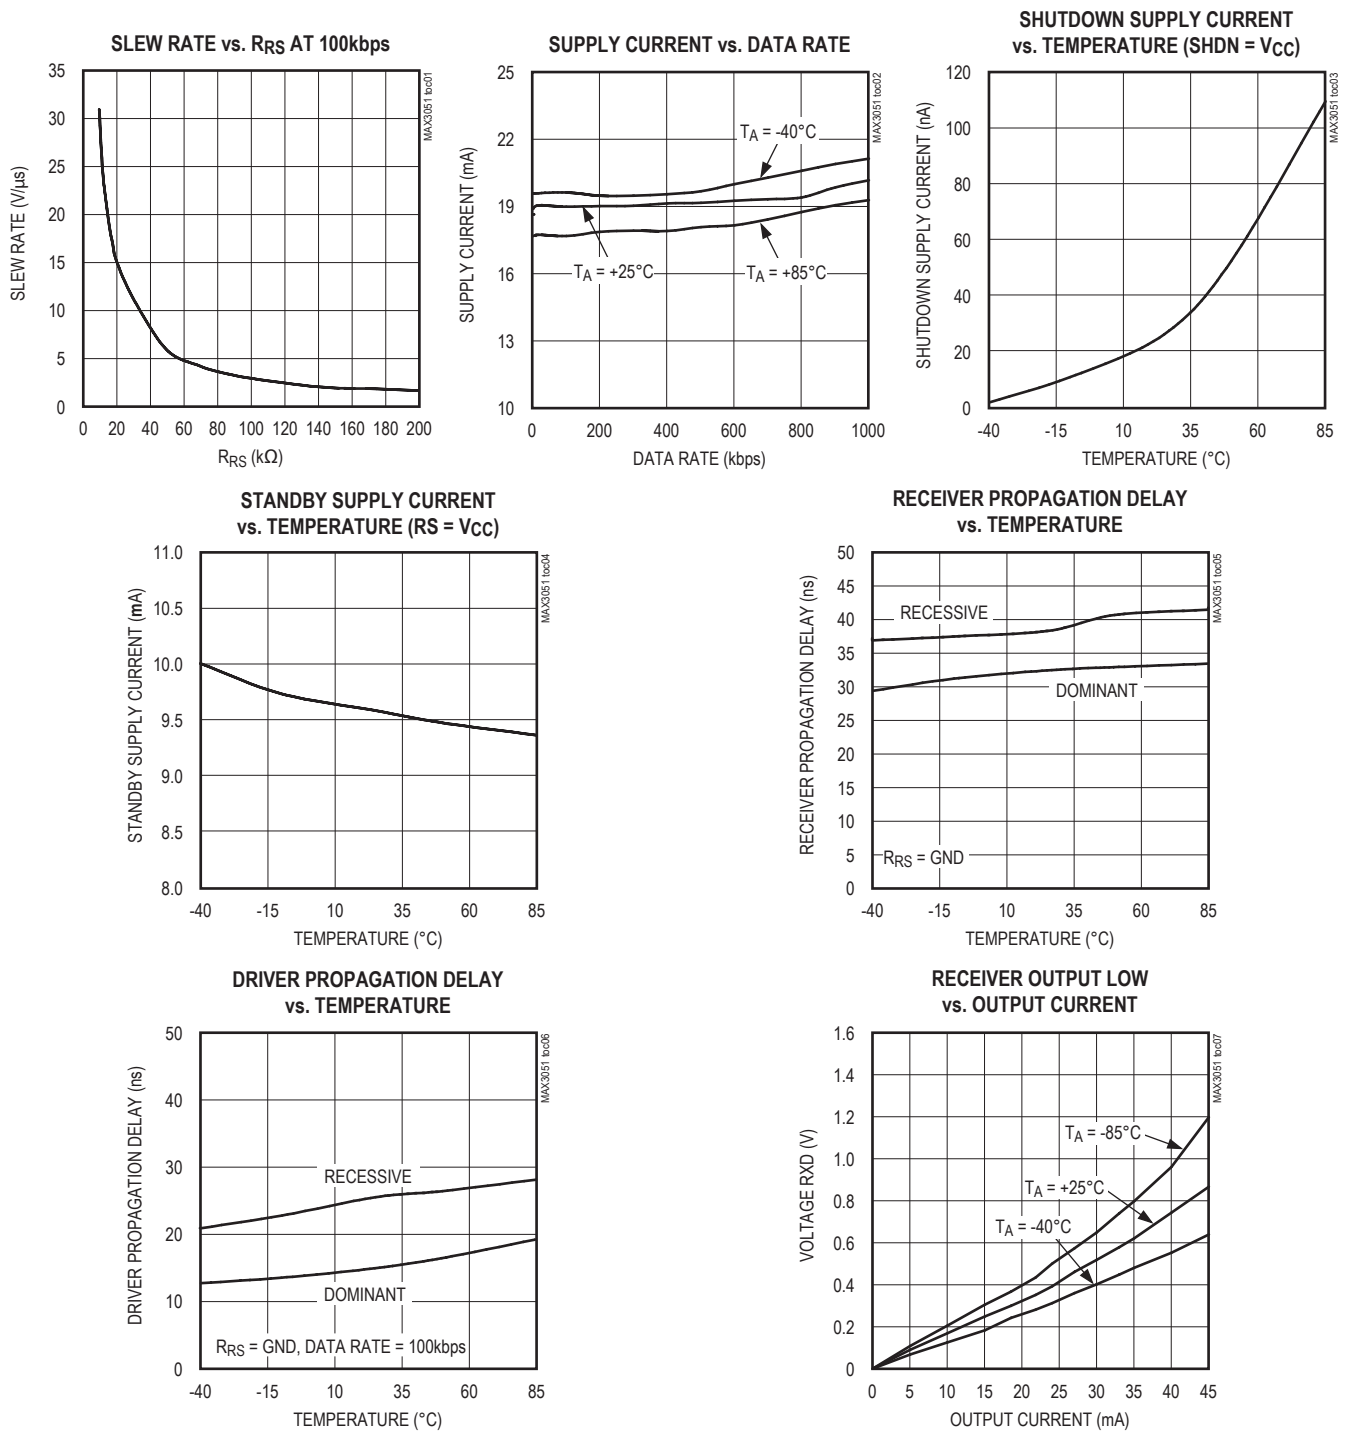 SLEW RATE vs. RRS AT 100kbps
35
30
25
20
15
10
5
0
SLEW RATE (V/µs)
0 20 40 60 80 100 120 140 160 180 200
RRS (kΩ)
MAX3051 toc01
SUPPLY CURRENT vs. DATA RATE
25
22
19
16
13
10
SUPPLY CURRENT (mA)
TA = -40°C
TA = +25°C
TA = +85°C
0 200 400 600 800 1000
DATA RATE (kbps)
MAX3051 toc02
SHUTDOWN SUPPLY CURRENT
vs. TEMPERATURE (SHDN = VCC)
120
100
80
60
40
20
0
SHUTDOWN SUPPLY CURRENT (nA)
-40 -15 10 35 60 85
TEMPERATURE (°C)
MAX3051 toc03
STANDBY SUPPLY CURRENT
vs. TEMPERATURE (RS = VCC)
11.0
10.5
10.0
9.5
9.0
8.5
8.0
STANDBY SUPPLY CURRENT (mA)
-40 -15 10 35 60 85
TEMPERATURE (°C)
MAX3051 toc04
RECEIVER PROPAGATION DELAY
vs. TEMPERATURE
50
45
40
35
30
25
20
15
10
5
0
RECEIVER PROPAGATION DELAY (ns)
RECESSIVE
DOMINANT
RRS = GND
-40 -15 10 35 60 85
TEMPERATURE (°C)
MAX3051 toc05
DRIVER PROPAGATION DELAY
vs. TEMPERATURE
50
40
30
20
10
0
DRIVER PROPAGATION DELAY (ns)
RECESSIVE
DOMINANT
RRS = GND, DATA RATE = 100kbps
-40 -15 10 35 60 85
TEMPERATURE (°C)
MAX3051 toc06
RECEIVER OUTPUT LOW
vs. OUTPUT CURRENT
1.6
1.4
1.2
1.0
0.8
0.6
0.4
0.2
0
VOLTAGE RXD (V)
TA = -85°C
TA = +25°C
TA = -40°C
0 5 10 15 20 25 30 35 40 45
OUTPUT CURRENT (mA)
MAX3051 toc07